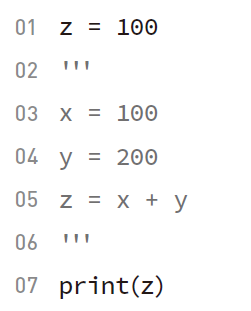 01 z = 100
02 '''
03 x = 100
04 y = 200
05 z = x + y
06 '''
07 print(z)